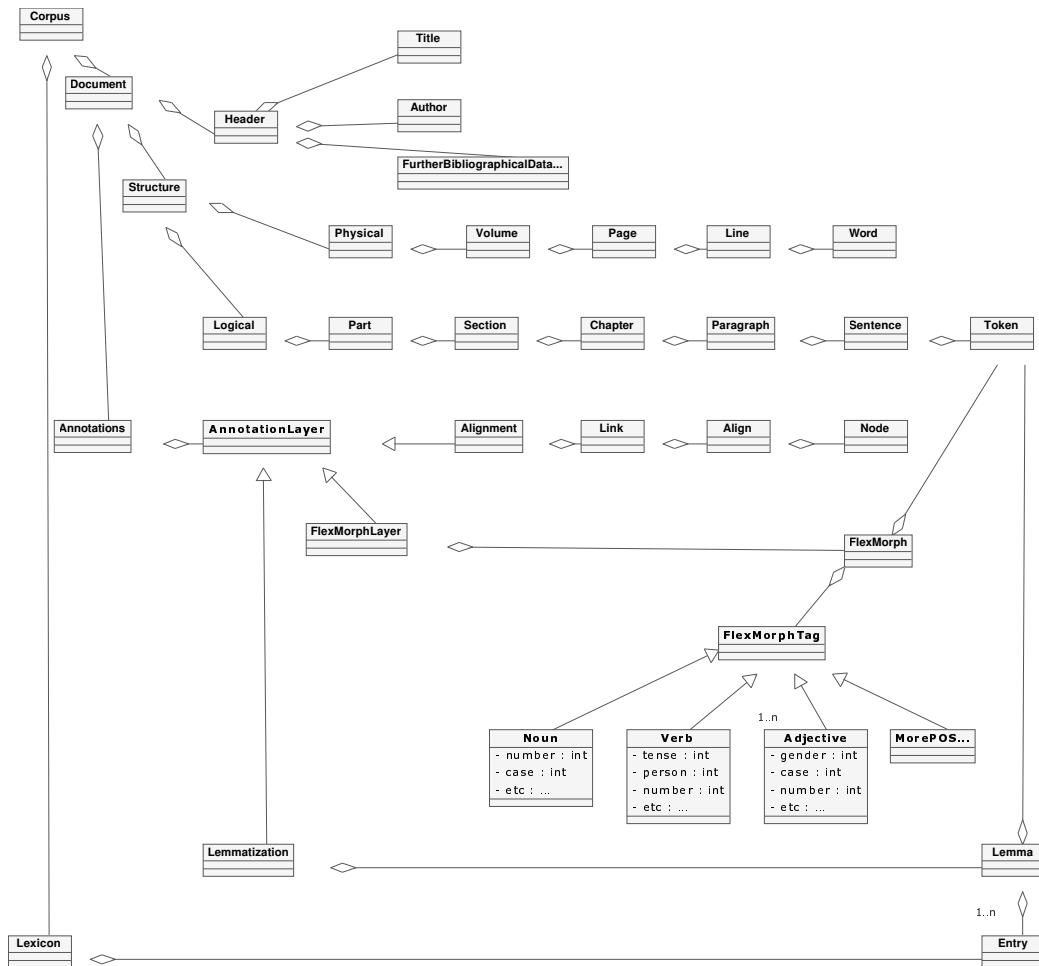 Corpus
Title
Document
Author
Header
FurtherBibliographicalData...
Structure
Physical
Volume
Page
Line
Word
Logical
Part
Section
Chapter
Paragraph
Sentence
Token
Annotations
AnnotationLayer
Alignment
Link
Align
Node
FlexMorphLayer
FlexMorph
FlexMorphTag
1..n
Noun
- number : int
- case : int
- etc : ...
Verb
- tense : int
- person : int
- number : int
- etc : ...
Adjective
- gender : int
- case : int
- number : int
- etc : ...
MorePOS...
Lemmatization
Lemma
1..n
Lexicon
Entry